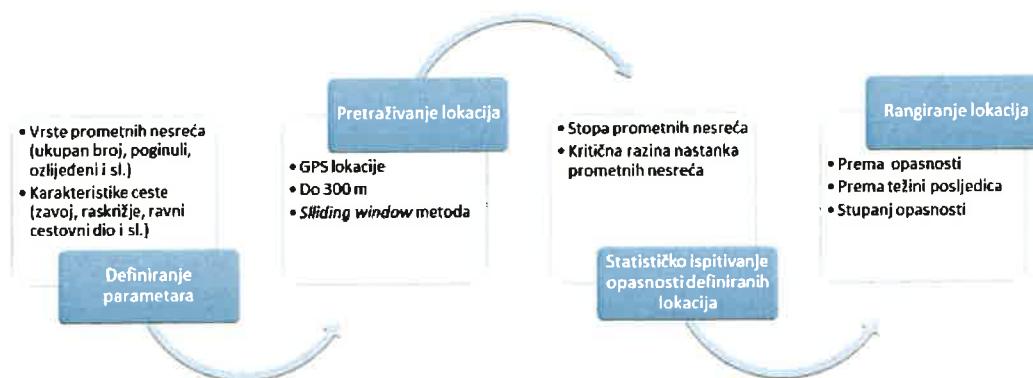 • Vrste prometnih nesreća
(ukupan broj, poginuli,
ozlijeđeni i sl.)
• Karakteristike ceste
(zavoj, raskrižje, ravni
cestovni dio i sl.)
Definiranje
parametara
Pretraživanje lokacija
• GPS lokacije
• Do 300 m
• Sliding window metoda
• Stopa prometnih nesreća
• Kritična razina nastanka
prometnih nesreća
Statističko ispitivanje
opasnosti definiranih
lokacija
Rangiranje lokacija
• Prema opasnosti
• Prema težini posljedica
• Stupanj opasnosti